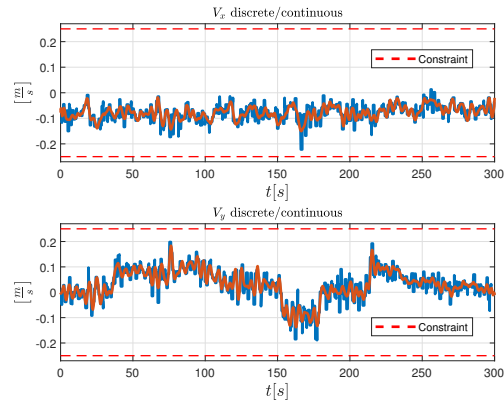 V_x discrete/continuous
0.2
0.1
0
-0.1
-0.2
[m/s]
Constraint
0 50 100 150 200 250 300
t[s]
V_y discrete/continuous
0.2
0.1
0
-0.1
-0.2
[m/s]
Constraint
0 50 100 150 200 250 300
t[s]